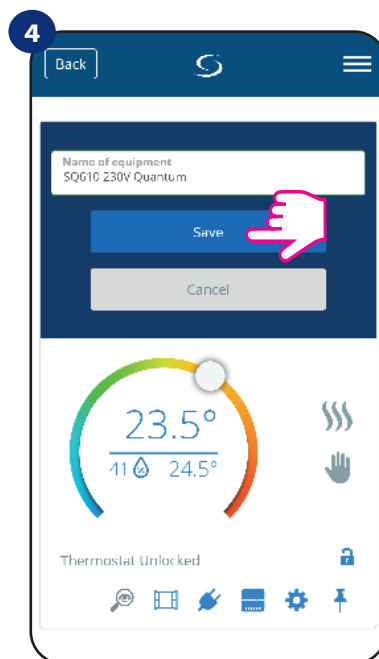 4
Back
Name of equipment
SQ610 230V Quantum
Save
Cancel
23.5°
41 % 24.5°
Thermostat Unlocked